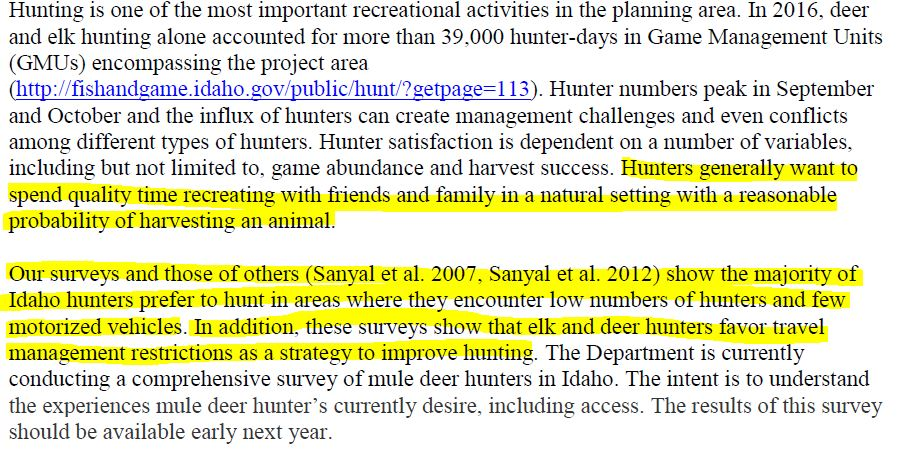 Hunting is one of the most important recreational activities in the planning area. In 2016, deer
and elk hunting alone accounted for more than 39,000 hunter-days in Game Management Units
(GMUs) encompassing the project area
(http://fishandgame.idaho.gov/public/hunt/?getpage=113). Hunter numbers peak in September
and October and the influx of hunters can create management challenges and even conflicts
among different types of hunters. Hunter satisfaction is dependent on a number of variables,
including but not limited to, game abundance and harvest success. Hunters generally want to
spend quality time recreating with friends and family in a natural setting with a reasonable
probability of harvesting an animal.
Our surveys and those of others (Sanyal et al. 2007, Sanyal et al. 2012) show the majority of
Idaho hunters prefer to hunt in areas where they encounter low numbers of hunters and few
motorized vehicles. In addition, these surveys show that elk and deer hunters favor travel
management restrictions as a strategy to improve hunting. The Department is currently
conducting a comprehensive survey of mule deer hunters in Idaho. The intent is to understand
the experiences mule deer hunter's currently desire, including access. The results of this survey
should be available early next year.